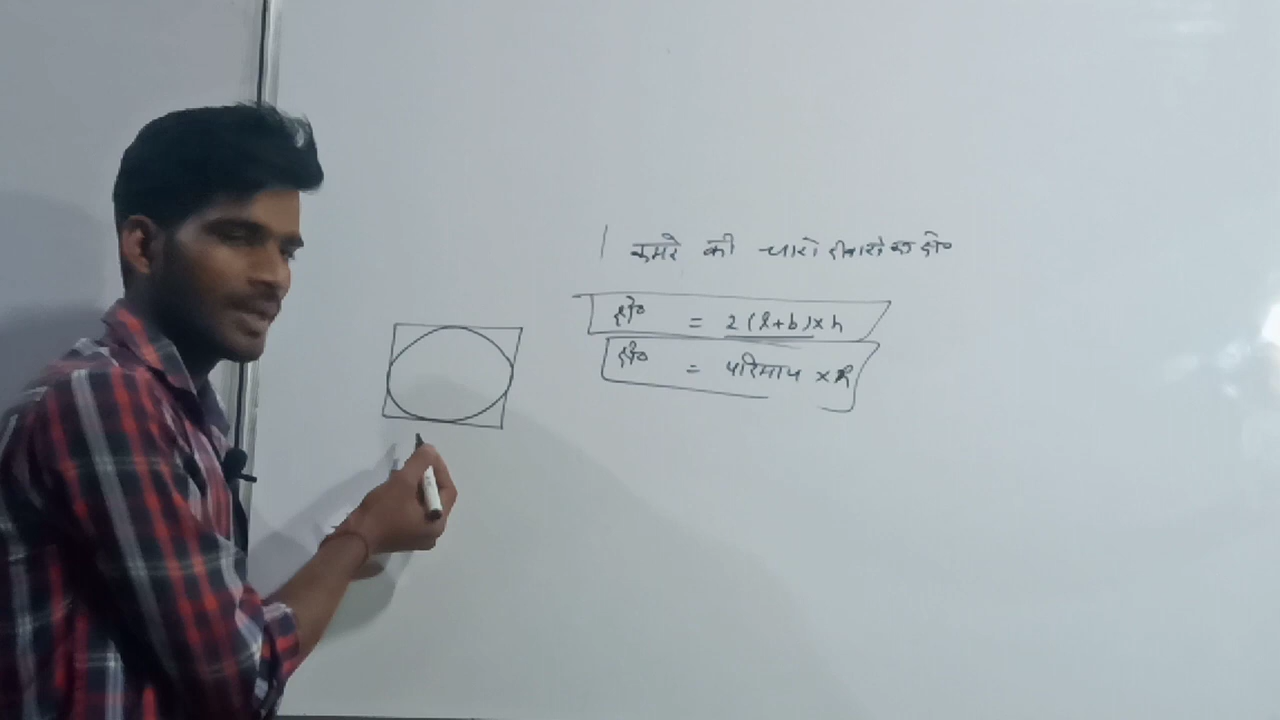 कमरे की चारो दीवारो का क्षे०
क्षे० = 2(l+b)×h
क्षे० = परिमाप ×h